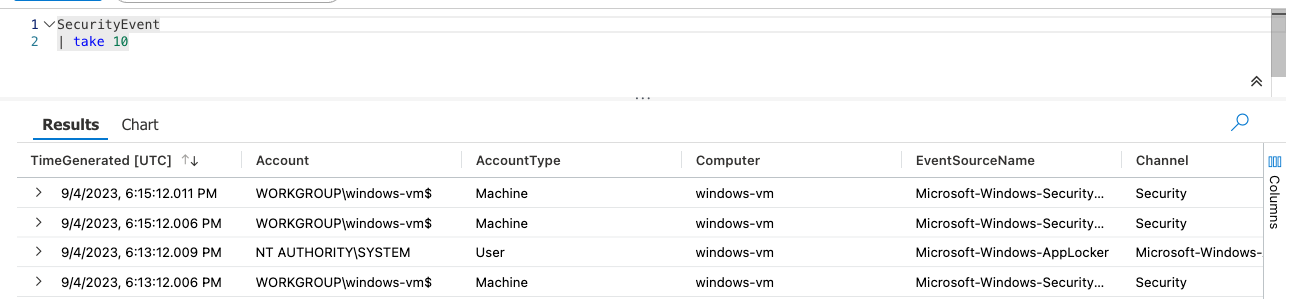 1 SecurityEvent
2 | take 10
...
Results Chart
TimeGenerated [UTC] ↑↓ Account AccountType Computer EventSourceName Channel
9/4/2023, 6:15:12.011 PM WORKGROUP\windows-vm$ Machine windows-vm Microsoft-Windows-Security... Security
9/4/2023, 6:15:12.006 PM WORKGROUP\windows-vm$ Machine windows-vm Microsoft-Windows-Security... Security
9/4/2023, 6:13:12.009 PM NT AUTHORITY\SYSTEM User windows-vm Microsoft-Windows-AppLocker Microsoft-Windows-
9/4/2023, 6:13:12.006 PM WORKGROUP\windows-vm$ Machine windows-vm Microsoft-Windows-Security... Security
Columns